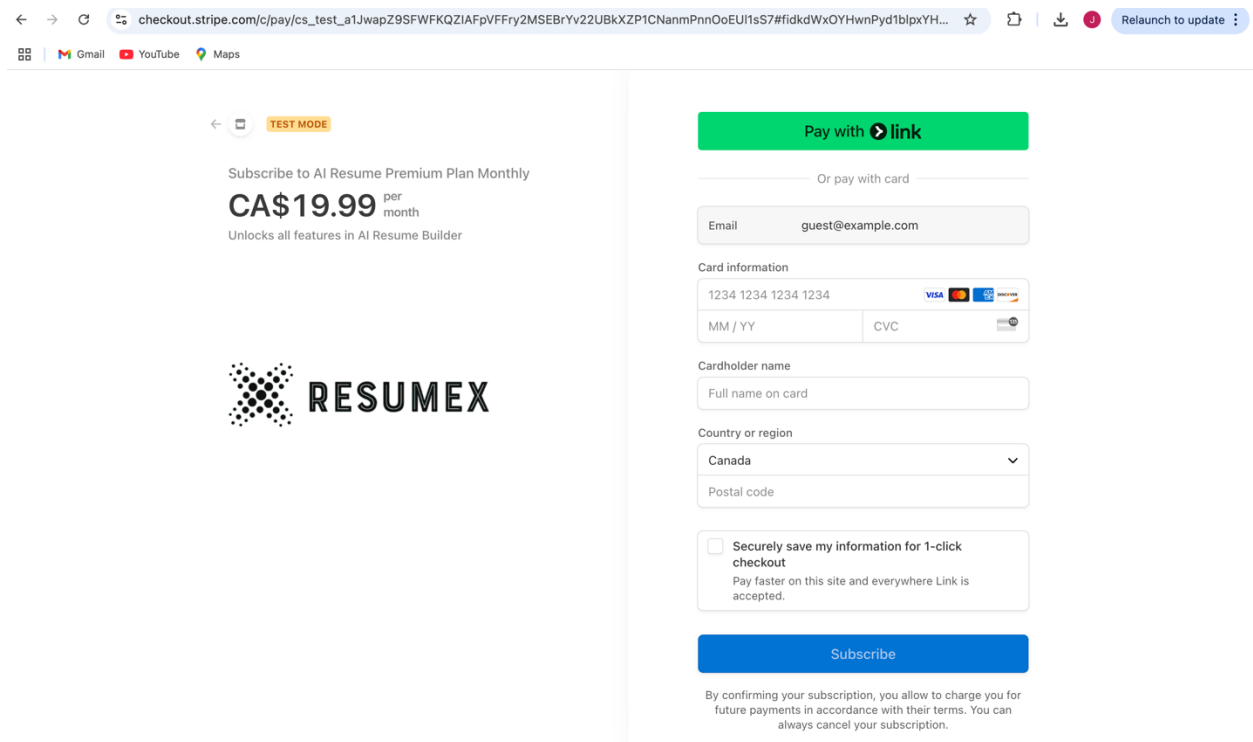 checkout.stripe.com/c/pay/cs_test_a1JwapZ9SFWFKQZIAFpVFFry2MSEBrYv22UBkXZP1CNanmPnnOoEUI1sS7#fidkdWxOYHwnPyd1blpxYH...
J
Relaunch to update
Gmail
YouTube
Maps
TEST MODE
Subscribe to AI Resume Premium Plan Monthly
CA$19.99 per
month
Unlocks all features in AI Resume Builder
RESUMEX
Pay with link
Or pay with card
Email guest@example.com
Card information
1234 1234 1234 1234 VISA DISCOVER
MM / YY CVC
Cardholder name
Full name on card
Country or region
Canada
Postal code
Securely save my information for 1-click
checkout
Pay faster on this site and everywhere Link is
accepted.
Subscribe
By confirming your subscription, you allow to charge you for
future payments in accordance with their terms. You can
always cancel your subscription.